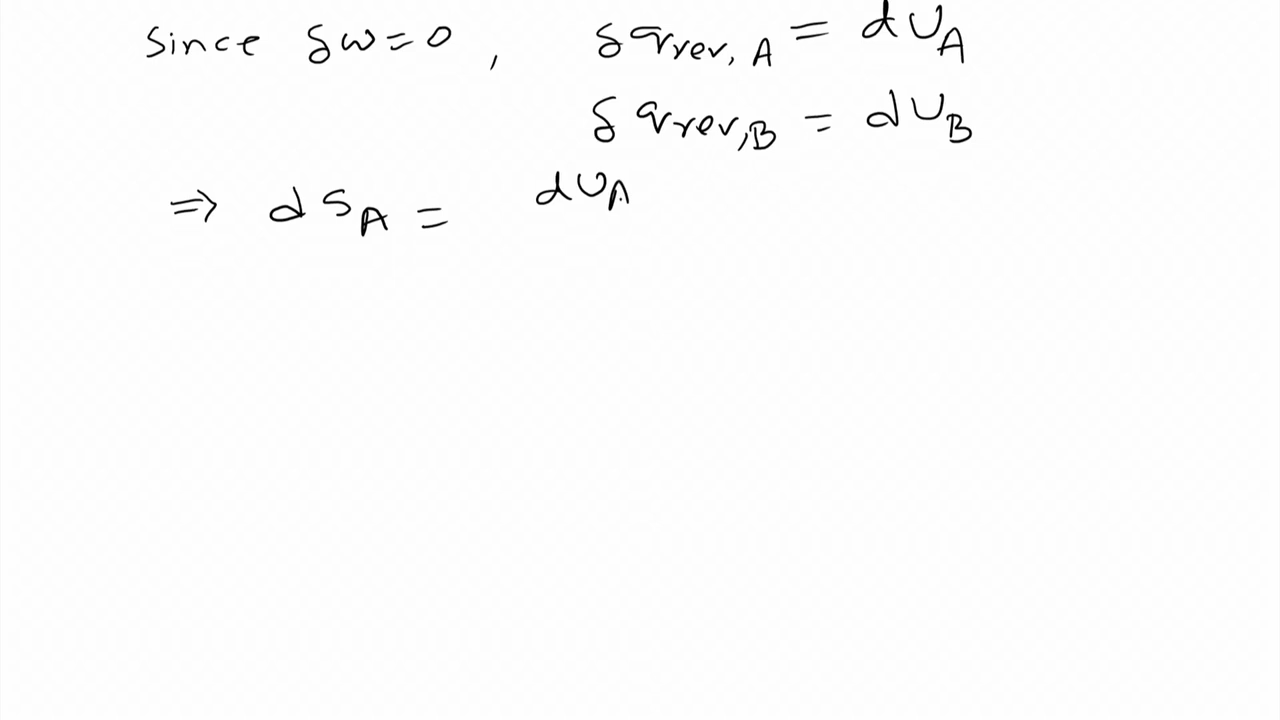 since δw=0, δq_rev,A = dU_A
δq_rev,B = dU_B
⇒ dS_A = dU_A